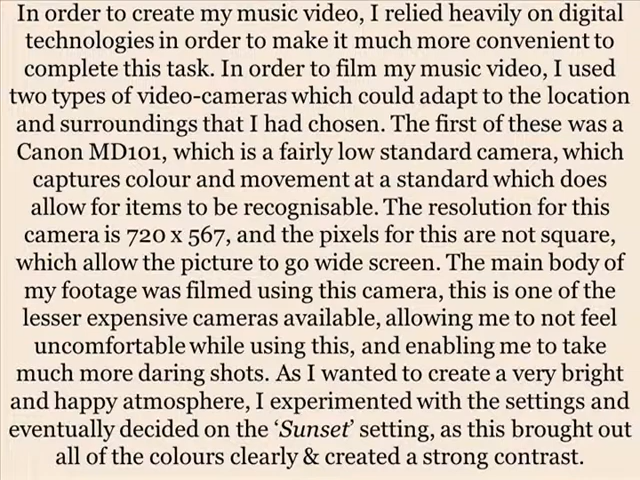 In order to create my music video, I relied heavily on digital
technologies in order to make it much more convenient to
complete this task. In order to film my music video, I used
two types of video-cameras which could adapt to the location
and surroundings that I had chosen. The first of these was a
Canon MD101, which is a fairly low standard camera, which
captures colour and movement at a standard which does
allow for items to be recognisable. The resolution for this
camera is 720 x 567, and the pixels for this are not square,
which allow the picture to go wide screen. The main body of
my footage was filmed using this camera, this is one of the
lesser expensive cameras available, allowing me to not feel
uncomfortable while using this, and enabling me to take
much more daring shots. As I wanted to create a very bright
and happy atmosphere, I experimented with the settings and
eventually decided on the ‘Sunset’ setting, as this brought out
all of the colours clearly & created a strong contrast.